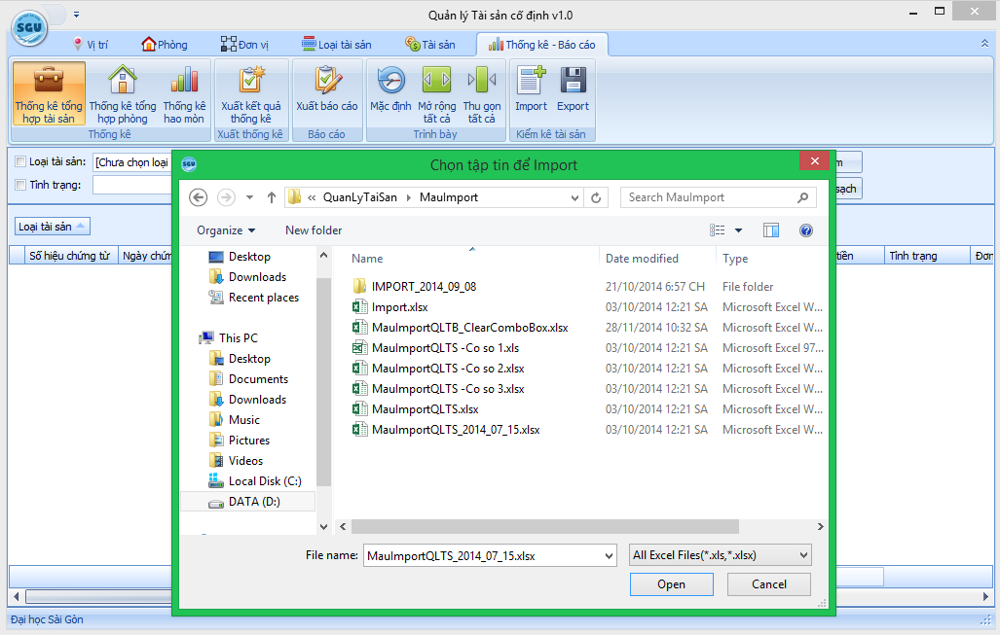 Quản lý Tài sản cố định v1.0
SGU
Vị trí
Phòng
Đơn vị
Loại tài sản
Tài sản
Thống kê - Báo cáo
Thống kê tổng hợp tài sản
Thống kê tổng hợp phòng
Thống kê hao mòn
Xuất kết quả thống kê
Xuất báo cáo
Mặc định
Mở rộng tất cả
Thu gọn tất cả
Import
Export
Thống kê
Xuất thống kê
Báo cáo
Trình bày
Kiểm kê tài sản
Loại tài sản:
[Chưa chọn loại
Tình trạng:
sạch
Loại tài sản
Số hiệu chứng từ
Ngày chứn
tiền
Tình trạng
Đơn
SGU
Chọn tập tin để Import
« QuanLyTaiSan
MauImport
Search MauImport
Organize
New folder
Desktop
Downloads
Recent places
This PC
Desktop
Documents
Downloads
Music
Pictures
Videos
Local Disk (C:)
DATA (D:)
Name Date modified Type
IMPORT_2014_09_08 21/10/2014 6:57 CH File folder
Import.xlsx 03/10/2014 12:21 SA Microsoft Excel W...
MauImportQLTB_ClearComboBox.xlsx 28/11/2014 10:32 SA Microsoft Excel W...
MauImportQLTS -Co so 1.xls 03/10/2014 12:21 SA Microsoft Excel 97...
MauImportQLTS -Co so 2.xlsx 03/10/2014 12:21 SA Microsoft Excel W...
MauImportQLTS -Co so 3.xlsx 03/10/2014 12:21 SA Microsoft Excel W...
MauImportQLTS.xlsx 03/10/2014 12:21 SA Microsoft Excel W...
MauImportQLTS_2014_07_15.xlsx 03/10/2014 12:21 SA Microsoft Excel W...
File name: MauImportQLTS_2014_07_15.xlsx
All Excel Files(*.xls,*.xlsx)
Open
Cancel
Đại học Sài Gòn